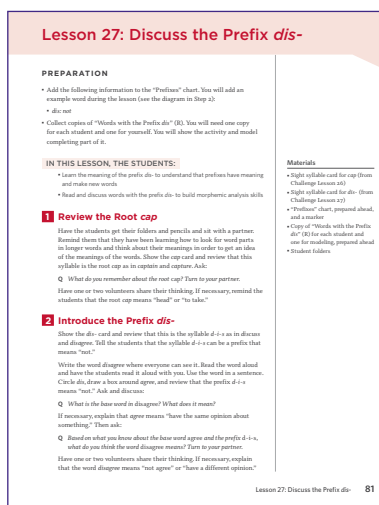 Lesson 27: Discuss the Prefix dis-
PREPARATION
• Add the following information to the "Prefixes" chart. You will add an
example word during the lesson (see the diagram in Step 2):
• dis: not
• Collect copies of "Words with the Prefix dis" (R). You will need one copy
for each student and one for yourself. You will show the activity and model
completing part of it.
IN THIS LESSON, THE STUDENTS:
• Learn the meaning of the prefix dis- to understand that prefixes have meaning
and make new words
• Read and discuss words with the prefix dis- to build morphemic analysis skills
1 Review the Root cap
Have the students get their folders and pencils and sit with a partner.
Remind them that they have been learning how to look for word parts
in longer words and think about their meanings in order to get an idea
of the meanings of the words. Show the cap card and review that this
syllable is the root cap as in captain and capture. Ask:
Q What do you remember about the root cap? Turn to your partner.
Have one or two volunteers share their thinking. If necessary, remind the
students that the root cap means "head" or "to take."
2 Introduce the Prefix dis-
Show the dis- card and review that this is the syllable d-i-s as in discuss
and disagree. Tell the students that the syllable d-i-s can be a prefix that
means "not."
Write the word disagree where everyone can see it. Read the word aloud
and have the students read it aloud with you. Use the word in a sentence.
Circle dis, draw a box around agree, and review that the prefix d-i-s
means "not." Ask and discuss:
Q What is the base word in disagree? What does it mean?
If necessary, explain that agree means "have the same opinion about
something." Then ask:
Q Based on what you know about the base word agree and the prefix d-i-s,
what do you think the word disagree means? Turn to your partner.
Have one or two volunteers share their thinking. If necessary, explain
that the word disagree means "not agree" or "have a different opinion."
Materials
• Sight syllable card for cap (from
Challenge Lesson 26)
• Sight syllable card for dis- (from
Challenge Lesson 27)
• "Prefixes" chart, prepared ahead,
and a marker
• Copy of "Words with the Prefix
dis" (R) for each student and
one for modeling, prepared ahead
• Student folders
Lesson 27: Discuss the Prefix dis- 81